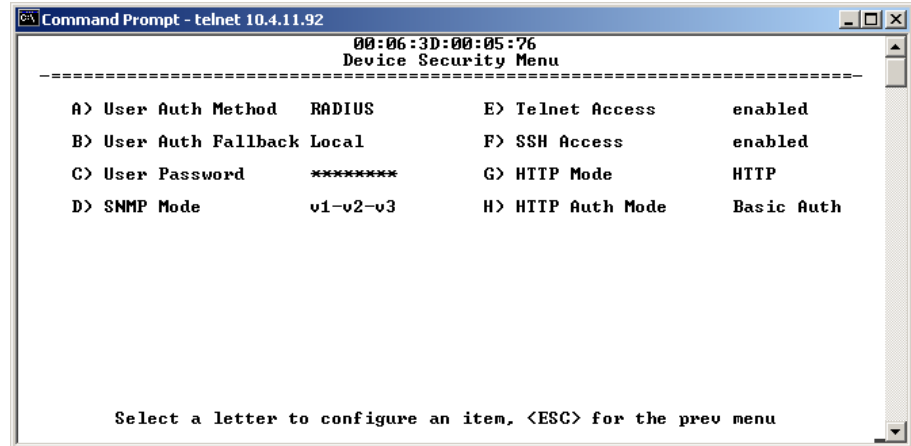 Command Prompt - telnet 10.4.11.92
00:06:3D:00:05:76
Device Security Menu
-==========================================================================-
A) User Auth Method RADIUS E) Telnet Access enabled
B) User Auth Fallback Local F) SSH Access enabled
C) User Password ******** G) HTTP Mode HTTP
D) SNMP Mode v1-v2-v3 H) HTTP Auth Mode Basic Auth
Select a letter to configure an item, <ESC> for the prev menu